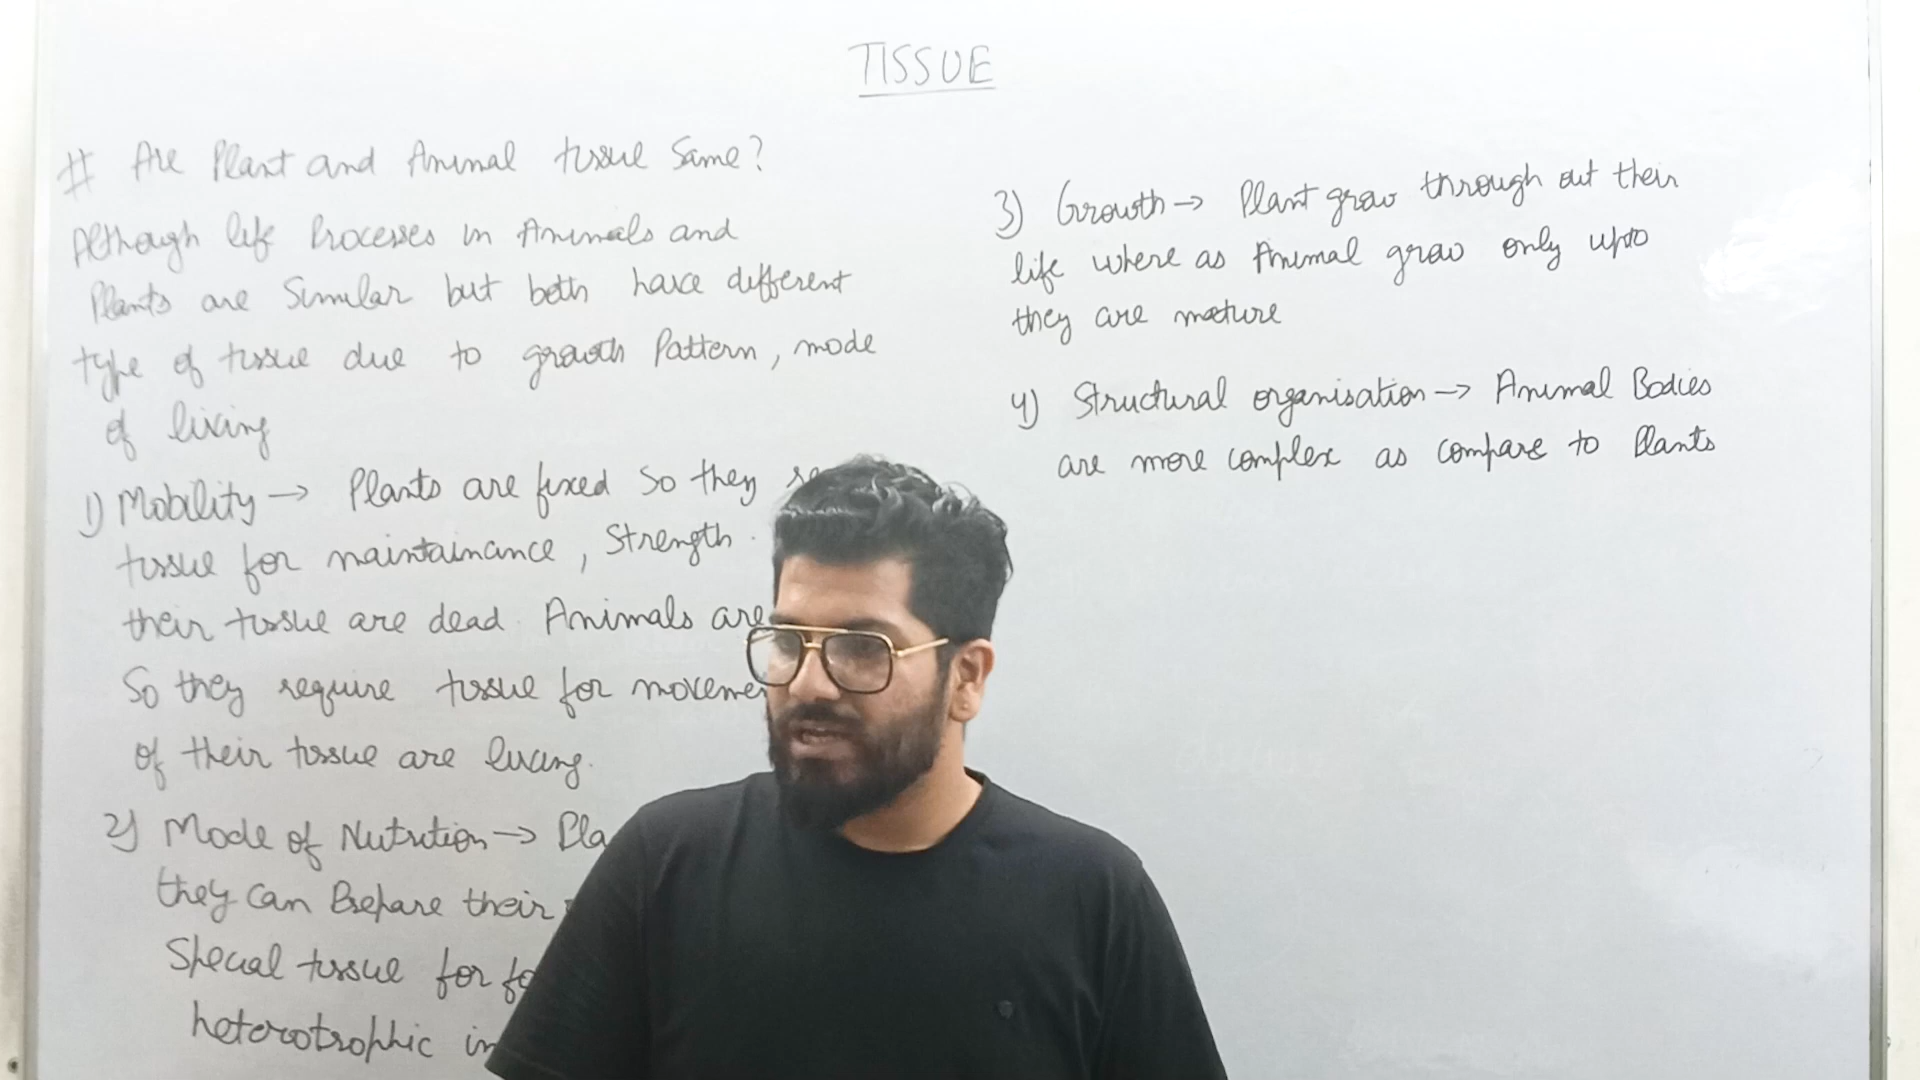 TISSUE
# Are Plant and Animal tissue Same?
Although life Processes in Animals and
Plants are Similar but both have different
type of tissue due to growth Pattern, mode
of living
1) Mobility → Plants are fixed So they
tissue for maintainance, Strength
their tissue are dead. Animals are
So they require tissue for movemen
of their tissue are living.
2) Mode of Nutrition → Pla
they can Prepare their
Special tissue for fo
heterotrophic in
3) Growth → Plant grow through out their
life where as Animal grow only upto
they are mature
4) Structural organisation → Animal Bodies
are more complex as compare to Plants